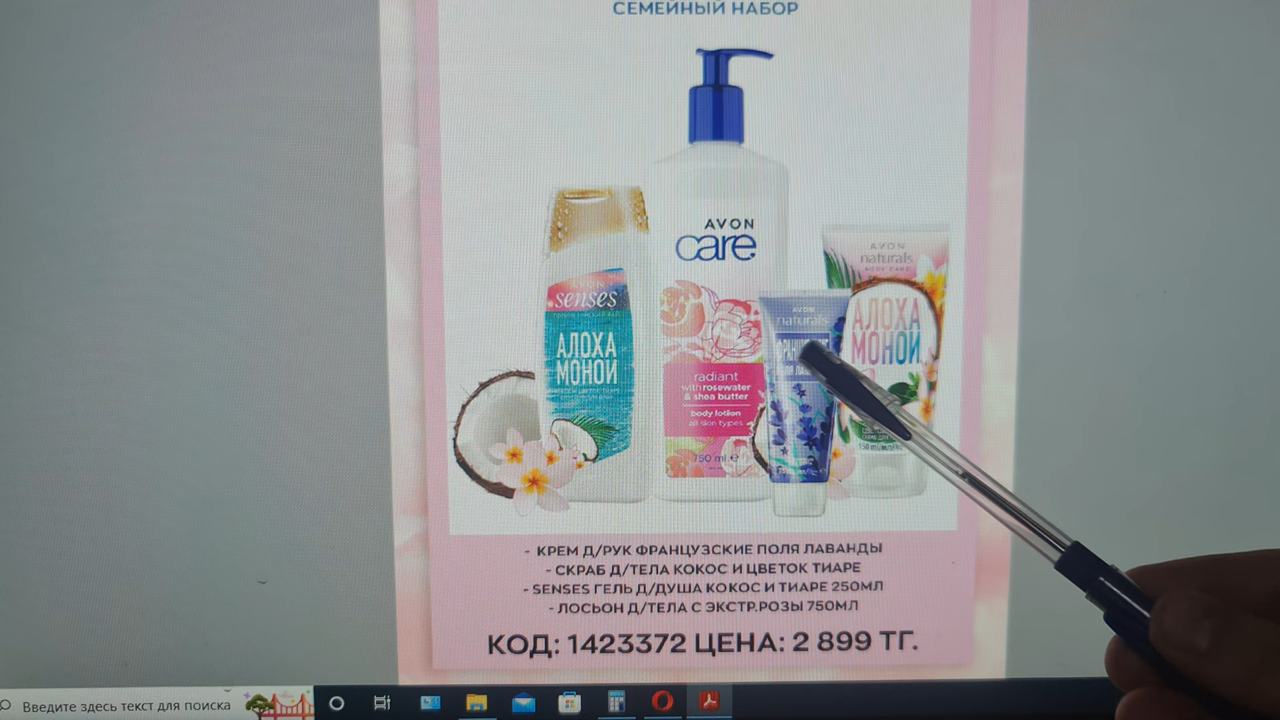 СЕМЕЙНЫЙ НАБОР
AVON
care
radiant
with rosewater
& shea butter
body lotion
all skin types
750 ml e
AVON
senses
АЛОХА
МОНОИ
AVON
naturals
AVON
naturals
BODY CARE
АЛОХА
МОНОИ
- КРЕМ Д/РУК ФРАНЦУЗСКИЕ ПОЛЯ ЛАВАНДЫ
- СКРАБ Д/ТЕЛА КОКОС И ЦВЕТОК ТИАРЕ
- SENSES ГЕЛЬ Д/ДУША КОКОС И ТИАРЕ 250МЛ
- ЛОСЬОН Д/ТЕЛА С ЭКСТР.РОЗЫ 750МЛ
КОД: 1423372 ЦЕНА: 2 899 ТГ.
Введите здесь текст для поиска